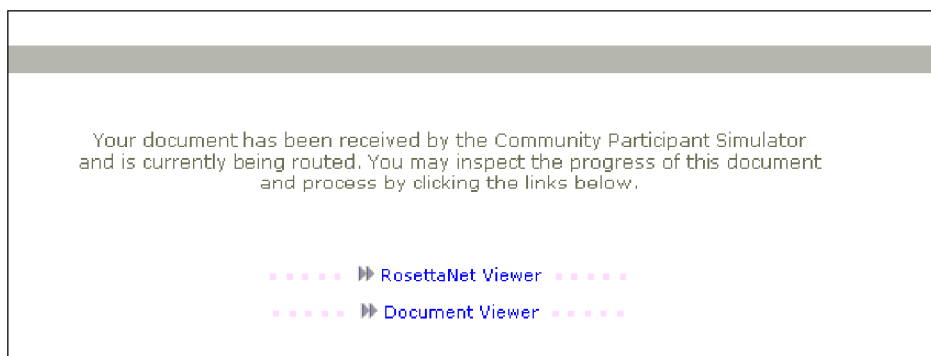 Your document has been received by the Community Participant Simulator
and is currently being routed. You may inspect the progress of this document
and process by clicking the links below.
RosettaNet Viewer
Document Viewer